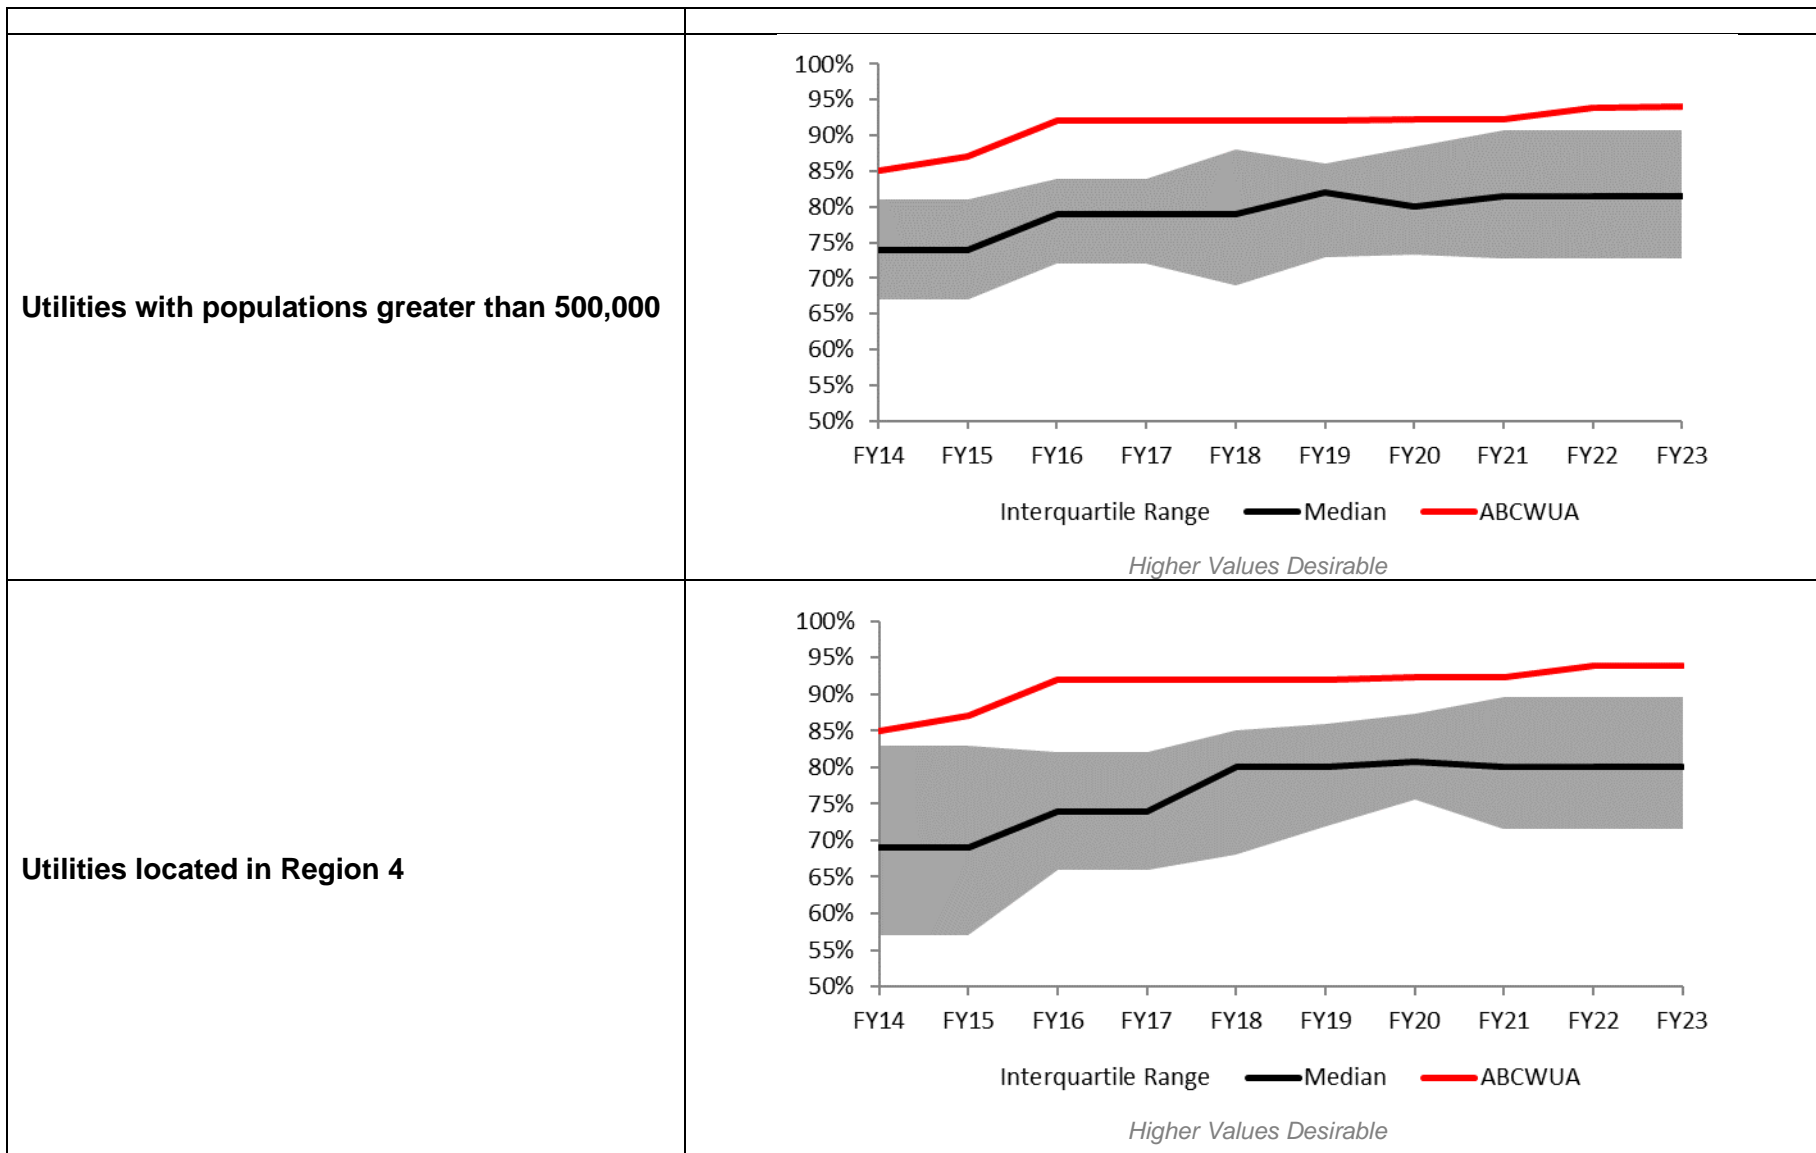 Utilities with populations greater than 500,000
100%
95%
90%
85%
80%
75%
70%
65%
60%
55%
50%
FY14 FY15 FY16 FY17 FY18 FY19 FY20 FY21 FY22 FY23
Interquartile Range Median ABCWUA
Higher Values Desirable
Utilities located in Region 4
100%
95%
90%
85%
80%
75%
70%
65%
60%
55%
50%
FY14 FY15 FY16 FY17 FY18 FY19 FY20 FY21 FY22 FY23
Interquartile Range Median ABCWUA
Higher Values Desirable